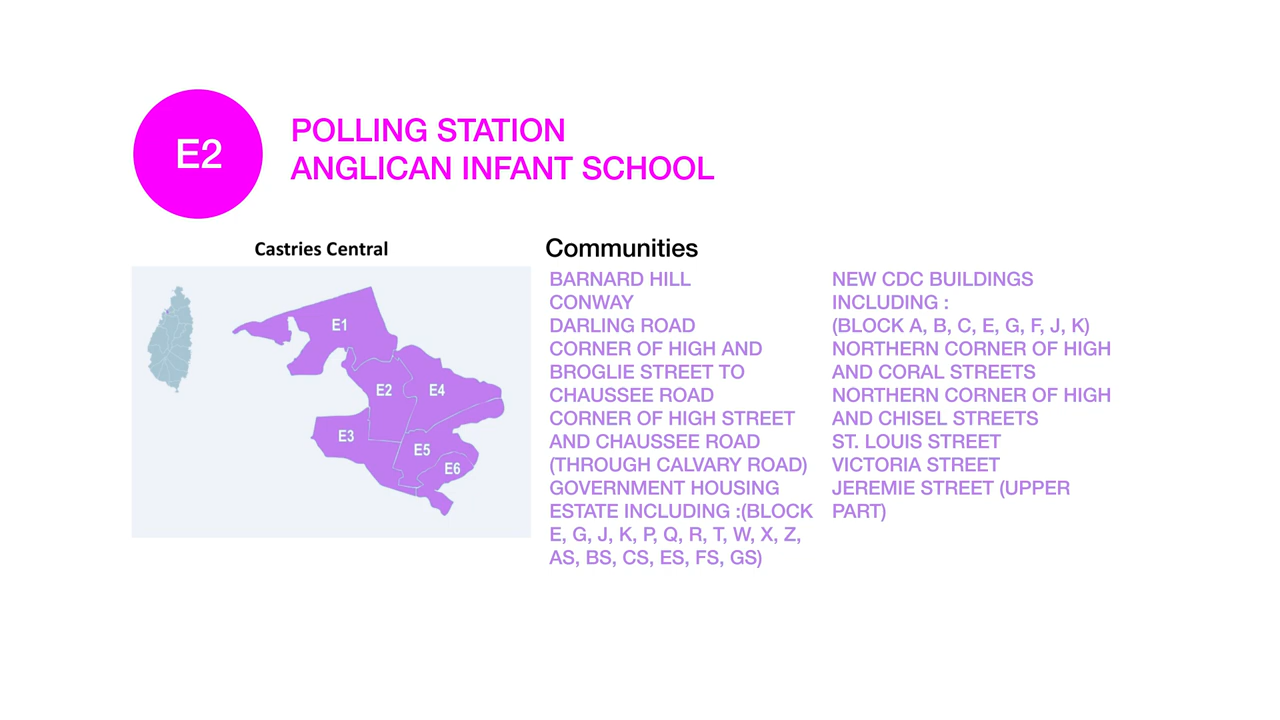 E2
POLLING STATION
ANGLICAN INFANT SCHOOL
Castries Central
E1
E2
E4
E3
E5
E6
Communities
BARNARD HILL
CONWAY
DARLING ROAD
CORNER OF HIGH AND
BROGLIE STREET TO
CHAUSSEE ROAD
CORNER OF HIGH STREET
AND CHAUSSEE ROAD
(THROUGH CALVARY ROAD)
GOVERNMENT HOUSING
ESTATE INCLUDING :(BLOCK
E, G, J, K, P, Q, R, T, W, X, Z,
AS, BS, CS, ES, FS, GS)
NEW CDC BUILDINGS
INCLUDING :
(BLOCK A, B, C, E, G, F, J, K)
NORTHERN CORNER OF HIGH
AND CORAL STREETS
NORTHERN CORNER OF HIGH
AND CHISEL STREETS
ST. LOUIS STREET
VICTORIA STREET
JEREMIE STREET (UPPER
PART)